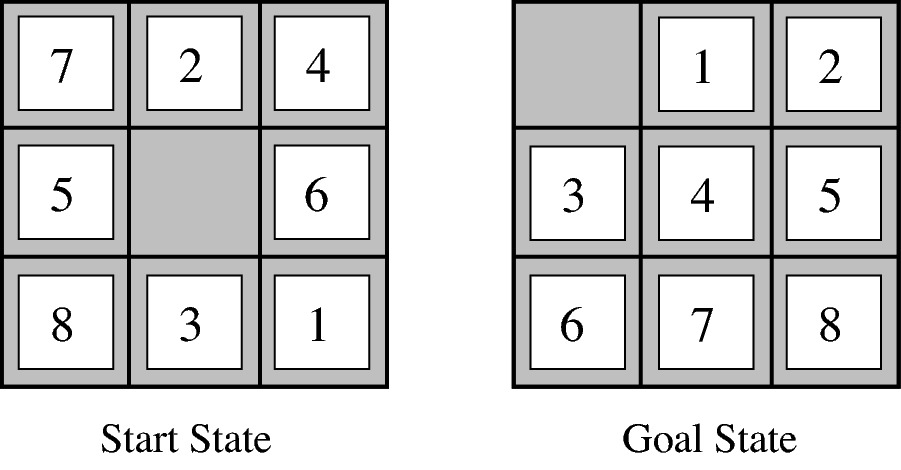 7 2 4
5 6
8 3 1
Start State
1 2
3 4 5
6 7 8
Goal State